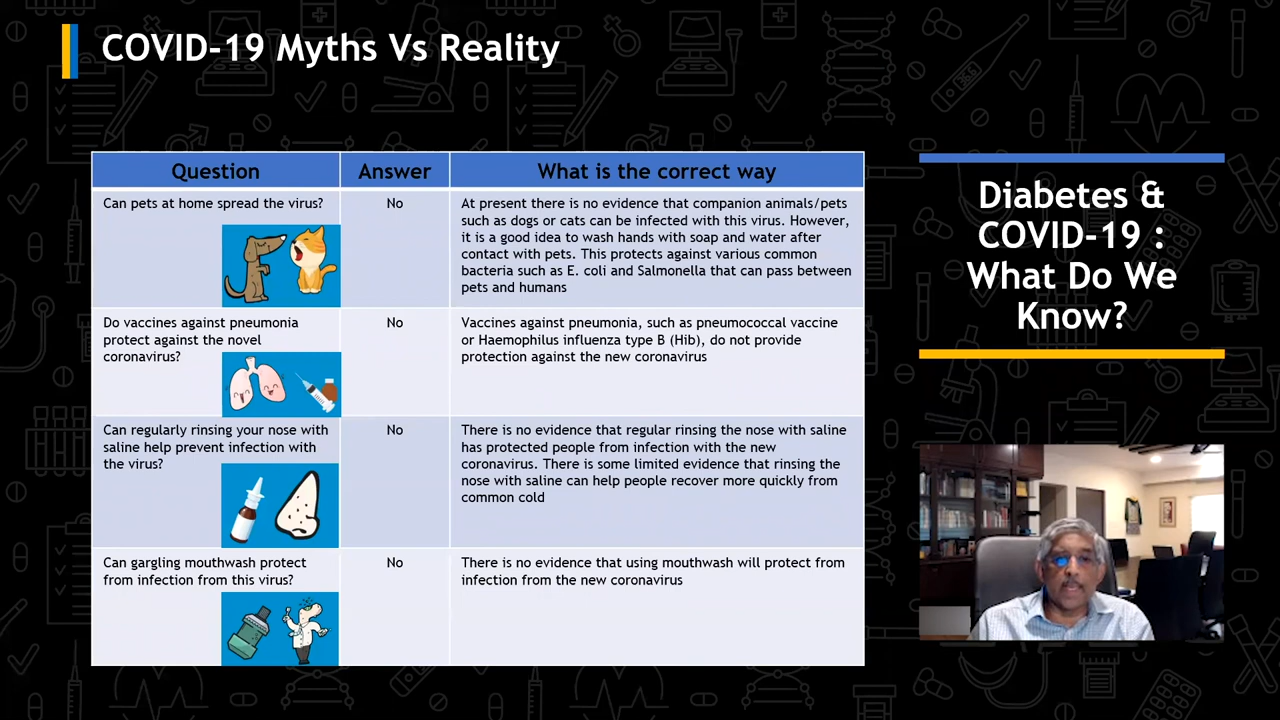 COVID-19 Myths Vs Reality
Question
Answer
What is the correct way
Can pets at home spread the virus?
No
At present there is no evidence that companion animals/pets
such as dogs or cats can be infected with this virus. However,
it is a good idea to wash hands with soap and water after
contact with pets. This protects against various common
bacteria such as E. coli and Salmonella that can pass between
pets and humans
Do vaccines against pneumonia
protect against the novel
coronavirus?
No
Vaccines against pneumonia, such as pneumococcal vaccine
or Haemophilus influenza type B (Hib), do not provide
protection against the new coronavirus
Can regularly rinsing your nose with
saline help prevent infection with
the virus?
No
There is no evidence that regular rinsing the nose with saline
has protected people from infection with the new
coronavirus. There is some limited evidence that rinsing the
nose with saline can help people recover more quickly from
common cold
Can gargling mouthwash protect
from infection from this virus?
No
There is no evidence that using mouthwash will protect from
infection from the new coronavirus
Diabetes &
COVID-19 :
What Do We
Know?